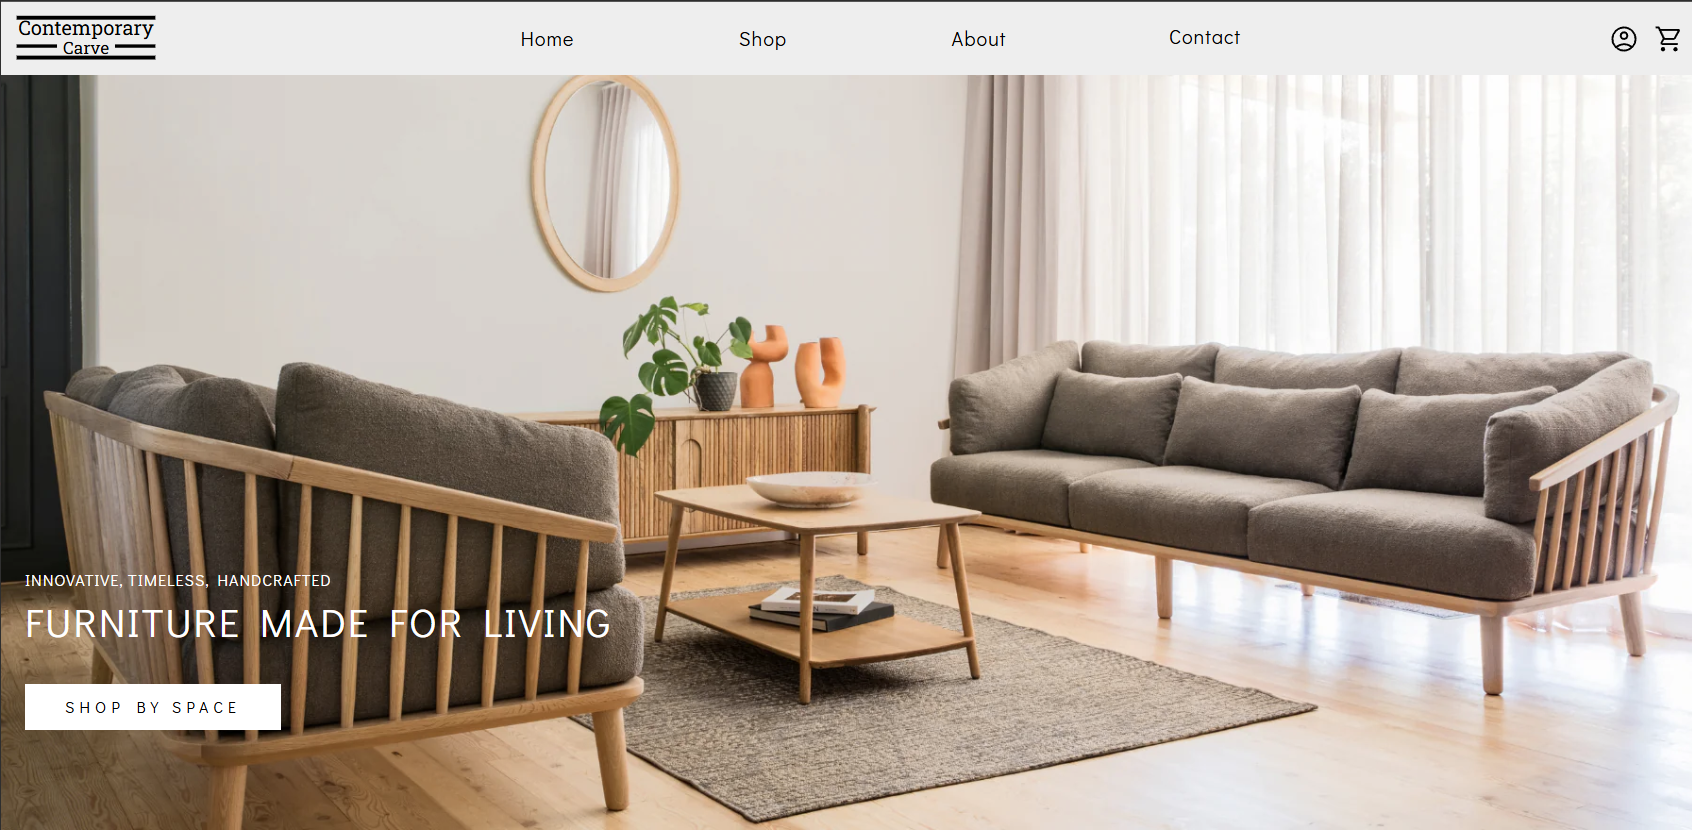 Contemporary
Carve
Home Shop About Contact
INNOVATIVE, TIMELESS, HANDCRAFTED
FURNITURE MADE FOR LIVING
SHOP BY SPACE